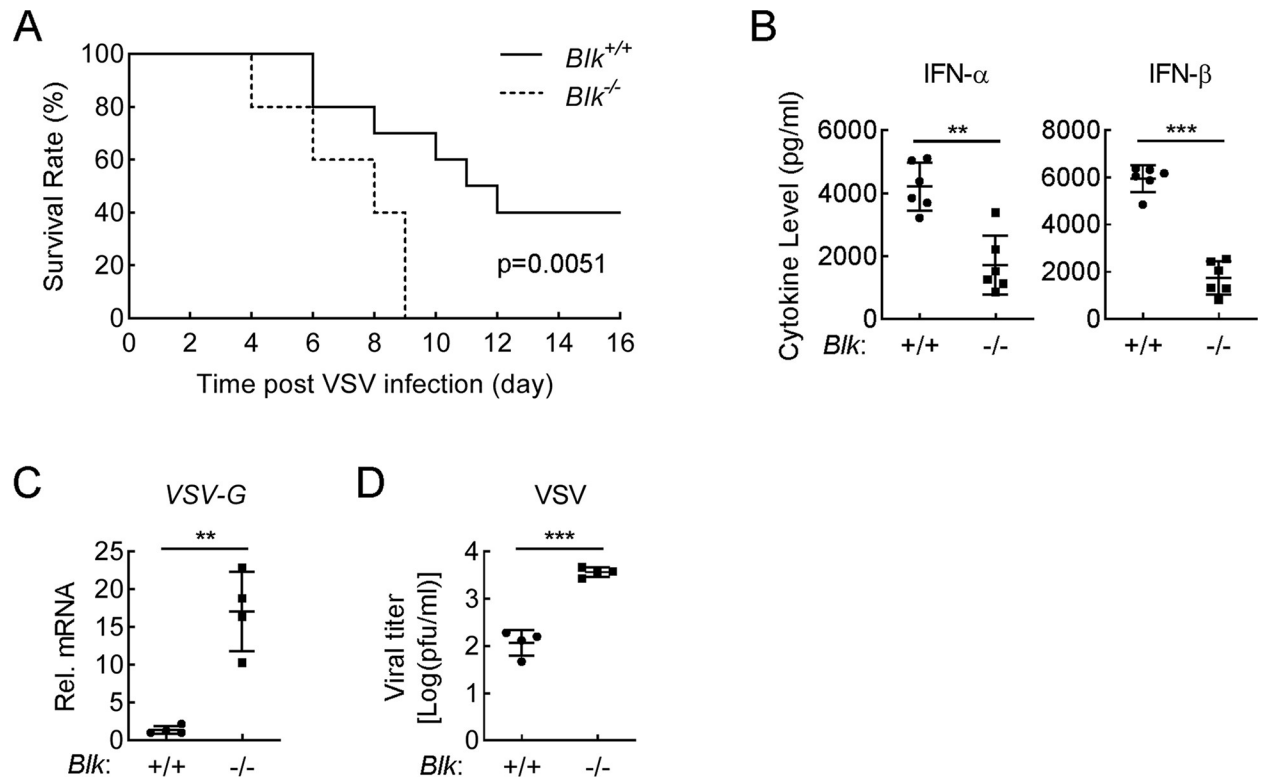 A
100
80
60
40
20
0
Survival Rate (%)
Blk+/+
Blk-/-
p=0.0051
0 2 4 6 8 10 12 14 16
Time post VSV infection (day)
B
IFN-α
IFN-β
Cytokine Level (pg/ml)
6000
4000
2000
0
**
8000
6000
4000
2000
0
***
Blk: +/+ -/- +/+ -/-
C
VSV-G
**
25
20
15
10
5
0
Rel. mRNA
Blk: +/+ -/-
D
VSV
***
4
3
2
1
0
Viral titer
[Log(pfu/ml)]
Blk: +/+ -/-